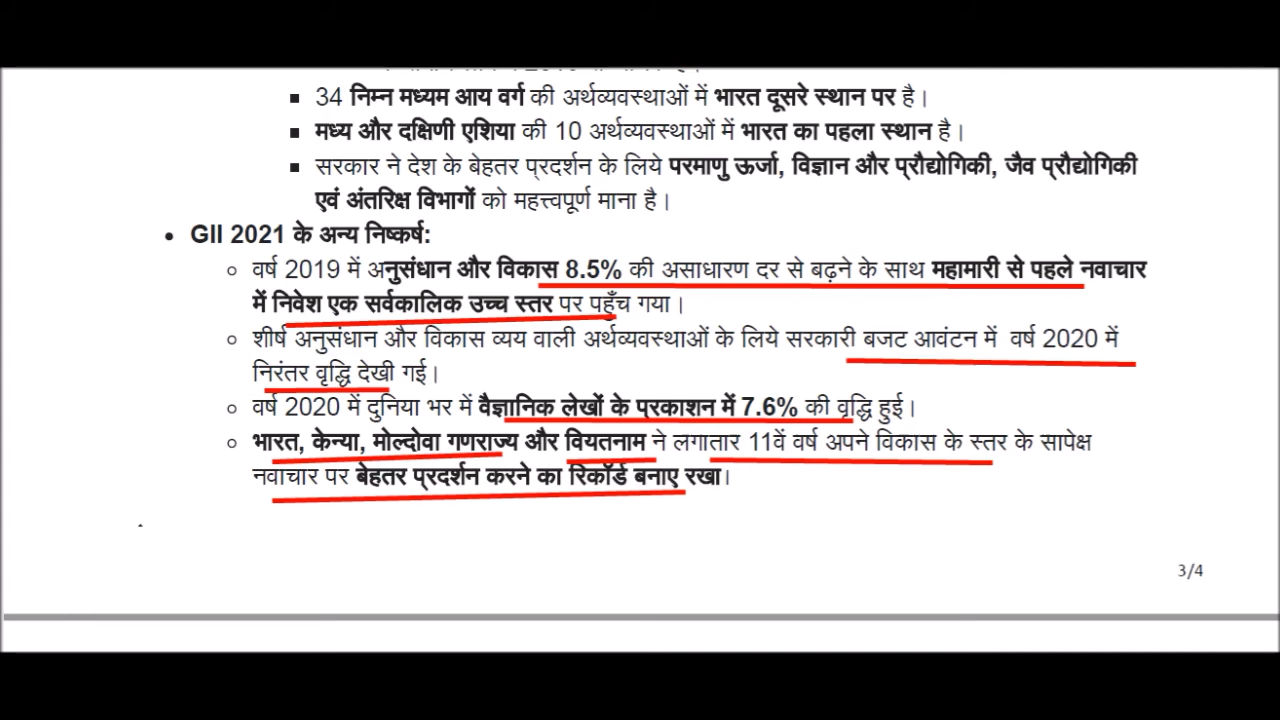 34 निम्न मध्यम आय वर्ग की अर्थव्यवस्थाओं में भारत दूसरे स्थान पर है।
मध्य और दक्षिणी एशिया की 10 अर्थव्यवस्थाओं में भारत का पहला स्थान है।
सरकार ने देश के बेहतर प्रदर्शन के लिये परमाणु ऊर्जा, विज्ञान और प्रौद्योगिकी, जैव प्रौद्योगिकी
एवं अंतरिक्ष विभागों को महत्त्वपूर्ण माना है।
GII 2021 के अन्य निष्कर्ष:
वर्ष 2019 में अनुसंधान और विकास 8.5% की असाधारण दर से बढ़ने के साथ महामारी से पहले नवाचार
में निवेश एक सर्वकालिक उच्च स्तर पर पहुँच गया।
शीर्ष अनुसंधान और विकास व्यय वाली अर्थव्यवस्थाओं के लिये सरकारी बजट आवंटन में वर्ष 2020 में
निरंतर वृद्धि देखी गई।
वर्ष 2020 में दुनिया भर में वैज्ञानिक लेखों के प्रकाशन में 7.6% की वृद्धि हुई।
भारत, केन्या, मोल्दोवा गणराज्य और वियतनाम ने लगातार 11वें वर्ष अपने विकास के स्तर के सापेक्ष
नवाचार पर बेहतर प्रदर्शन करने का रिकॉर्ड बनाए रखा।
3/4